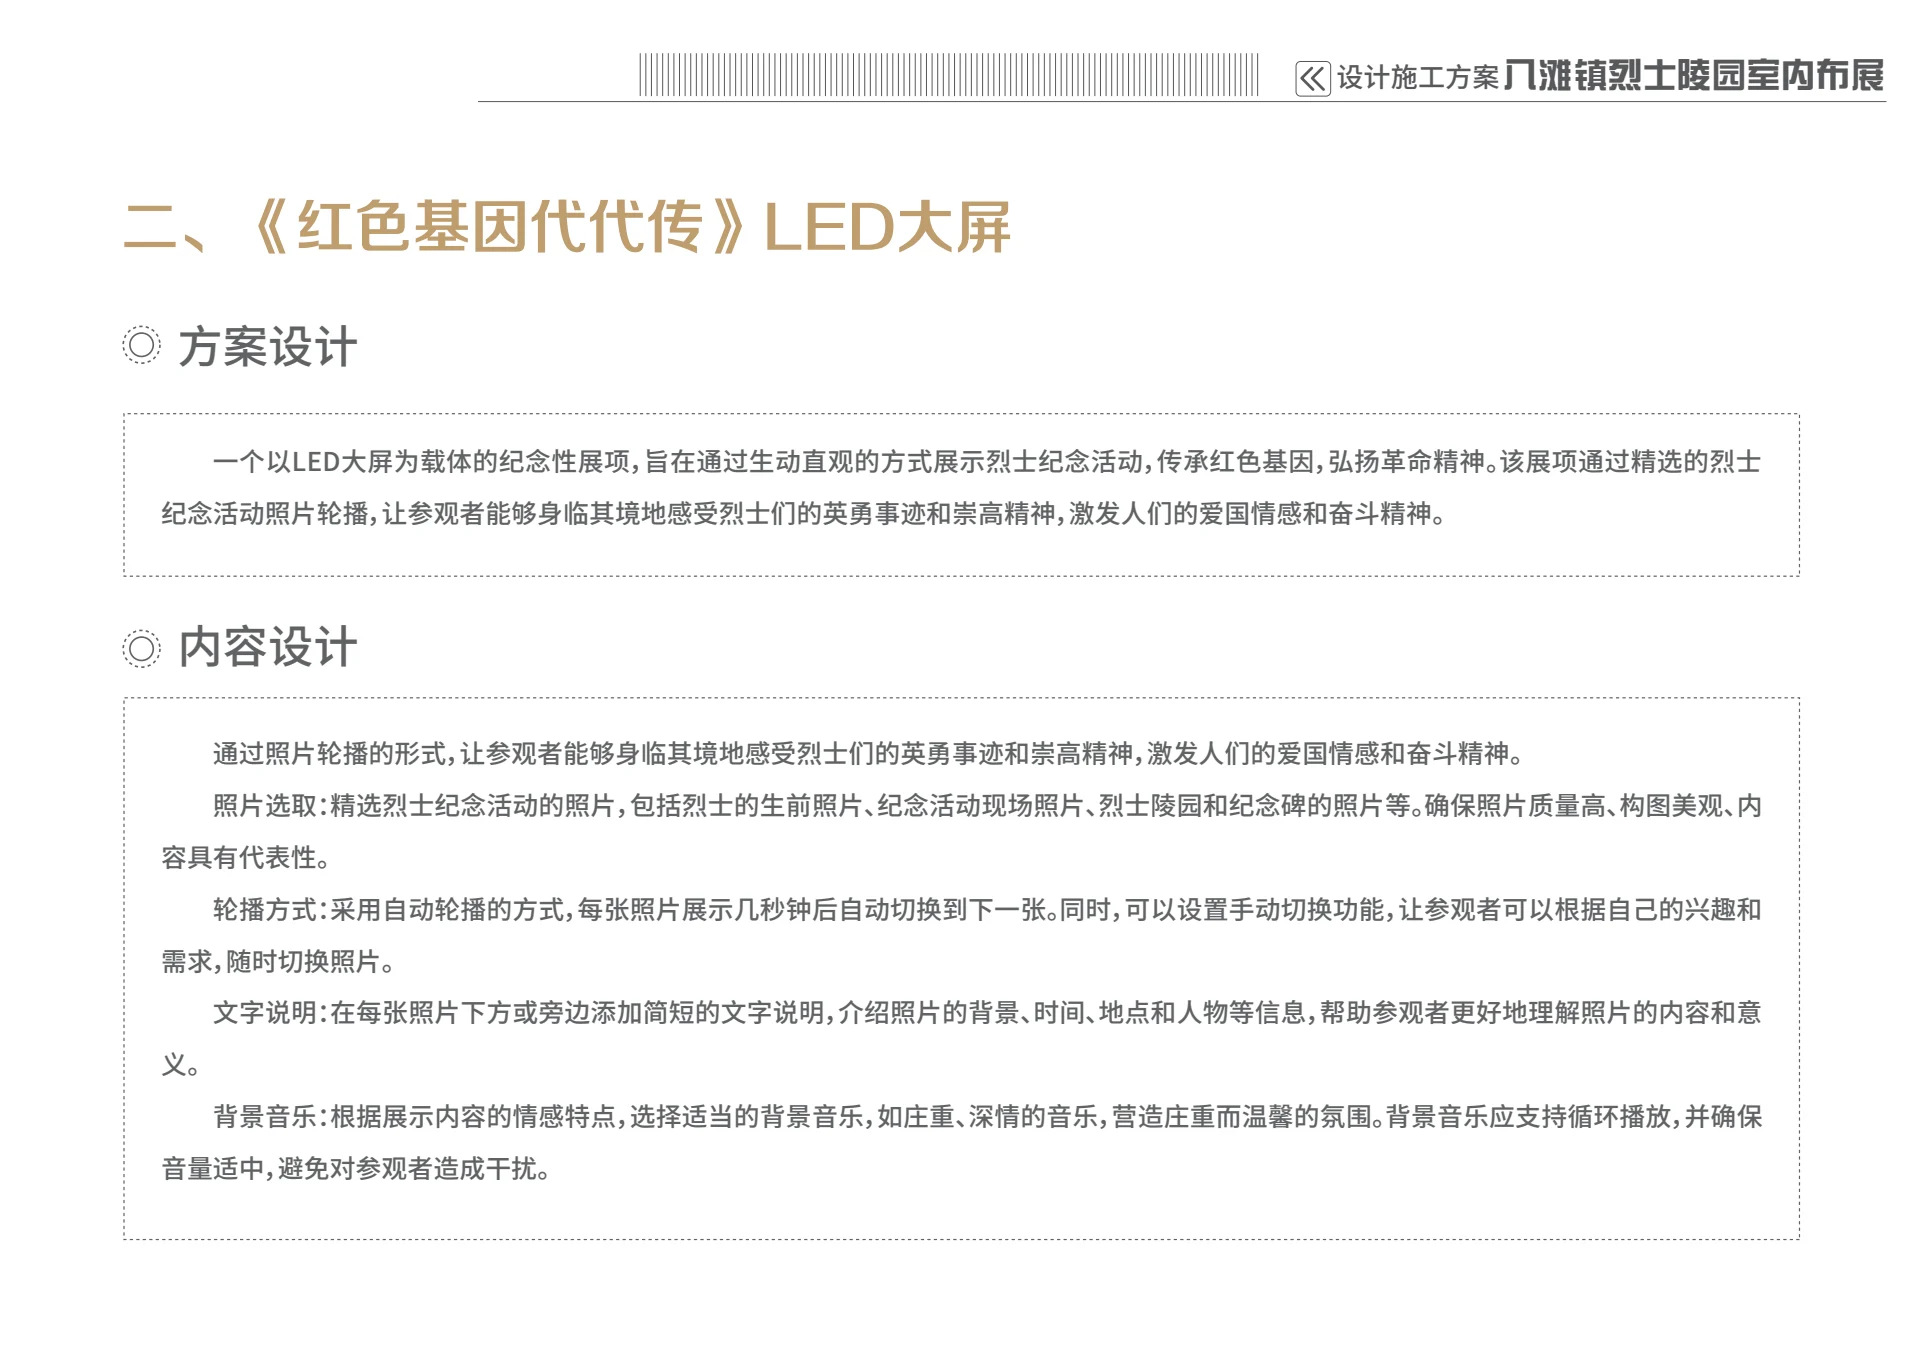 设计施工方案八滩镇烈士陵园室内布展
二、《红色基因代代传》LED大屏
方案设计
一个以LED大屏为载体的纪念性展项,旨在通过生动直观的方式展示烈士纪念活动,传承红色基因,弘扬革命精神。该展项通过精选的烈士
纪念活动照片轮播,让参观者能够身临其境地感受烈士们的英勇事迹和崇高精神,激发人们的爱国情感和奋斗精神。
内容设计
通过照片轮播的形式,让参观者能够身临其境地感受烈士们的英勇事迹和崇高精神,激发人们的爱国情感和奋斗精神。
照片选取:精选烈士纪念活动的照片,包括烈士的生前照片、纪念活动现场照片、烈士陵园和纪念碑的照片等。确保照片质量高、构图美观、内
容具有代表性。
轮播方式:采用自动轮播的方式,每张照片展示几秒钟后自动切换到下一张。同时,可以设置手动切换功能,让参观者可以根据自己的兴趣和
需求,随时切换照片。
文字说明:在每张照片下方或旁边添加简短的文字说明,介绍照片的背景、时间、地点和人物等信息,帮助参观者更好地理解照片的内容和意
义。
背景音乐:根据展示内容的情感特点,选择适当的背景音乐,如庄重、深情的音乐,营造庄重而温馨的氛围。背景音乐应支持循环播放,并确保
音量适中,避免对参观者造成干扰。